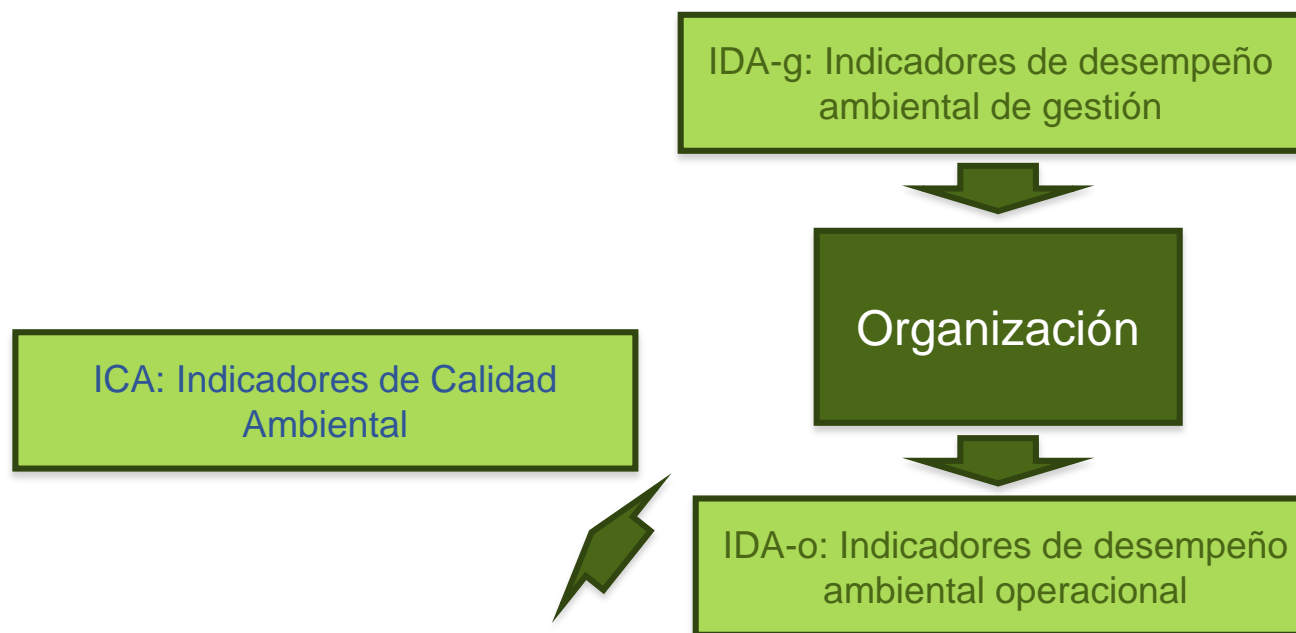 IDA-g: Indicadores de desempeño
ambiental de gestión
Organización
ICA: Indicadores de Calidad
Ambiental
IDA-o: Indicadores de desempeño
ambiental operacional